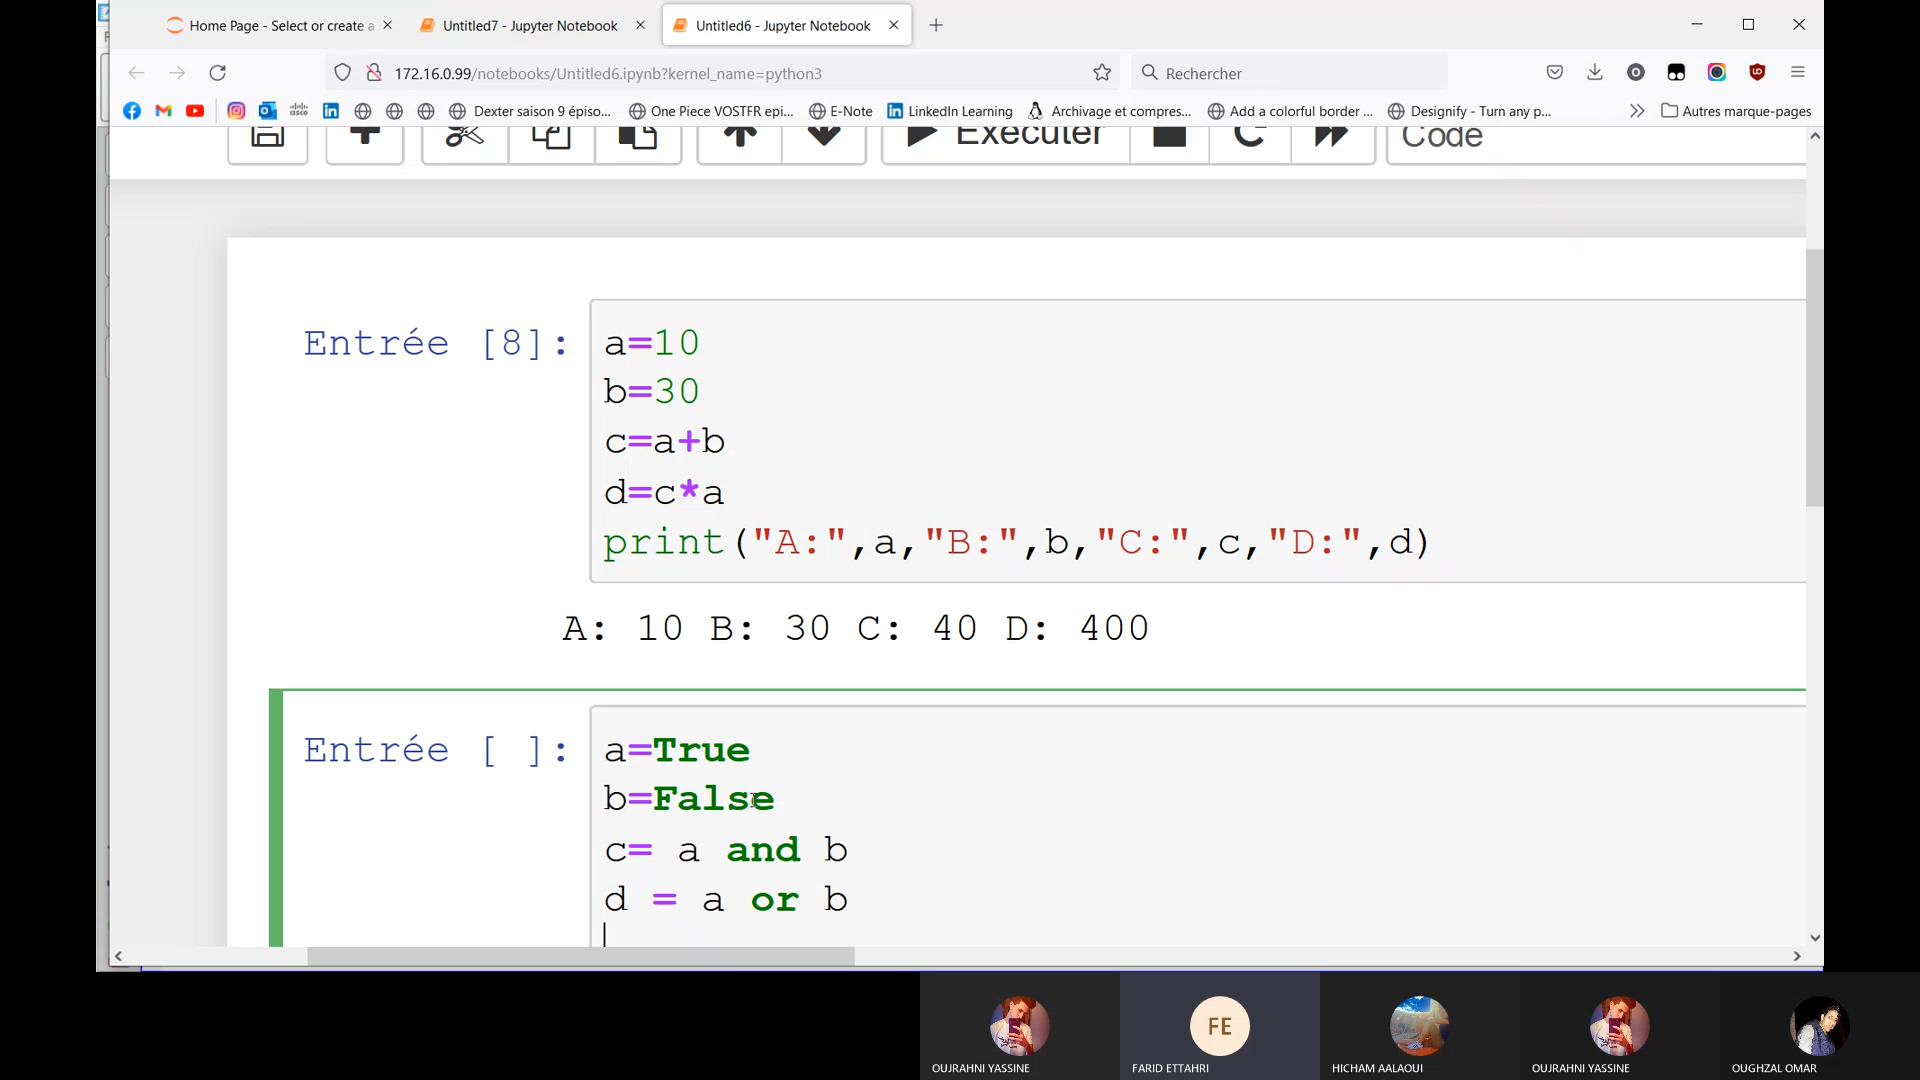 Home Page - Select or create a
Untitled7 - Jupyter Notebook
Untitled6 - Jupyter Notebook
172.16.0.99/notebooks/Untitled6.ipynb?kernel_name=python3
Rechercher
Dexter saison 9 épiso...
One Piece VOSTFR epi...
E-Note
LinkedIn Learning
Archivage et compres...
Add a colorful border ...
Designify - Turn any p...
Autres marque-pages
Exécuter
Code
Entrée [8]:
a=10
b=30
c=a+b
d=c*a
print("A:",a,"B:",b,"C:",c,"D:",d)
A: 10 B: 30 C: 40 D: 400
Entrée [ ]:
a=True
b=False
c= a and b
d = a or b
FE
OUJRAHNI YASSINE
FARID ETTAHRI
HICHAM AALAOUI
OUJRAHNI YASSINE
OUGHZAL OMAR